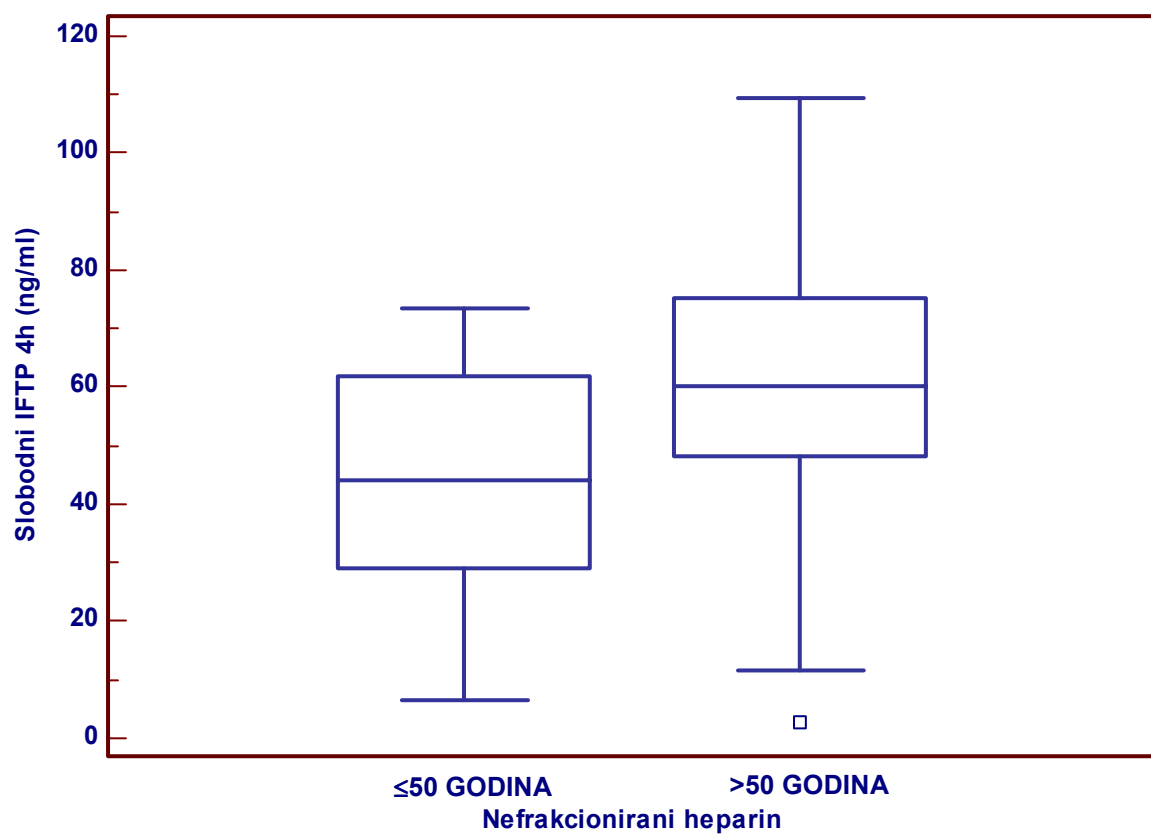 Slobodni IFTP 4h (ng/ml)
120
100
80
60
40
20
0
≤50 GODINA
>50 GODINA
Nefrakcionirani heparin